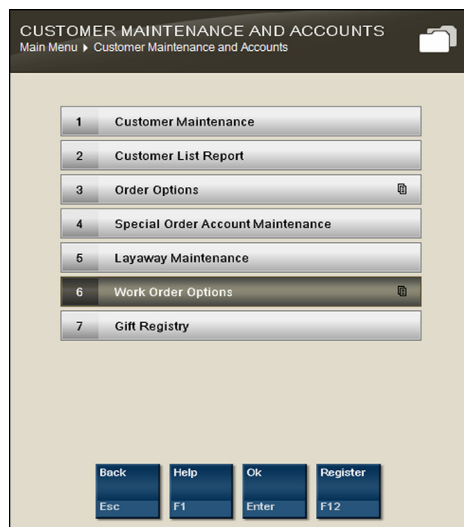 CUSTOMER MAINTENANCE AND ACCOUNTS
Main Menu ▸ Customer Maintenance and Accounts
1 Customer Maintenance
2 Customer List Report
3 Order Options
4 Special Order Account Maintenance
5 Layaway Maintenance
6 Work Order Options
7 Gift Registry
Back Help Ok Register
Esc F1 Enter F12